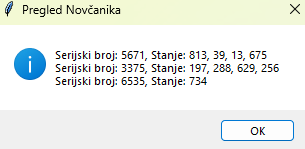 Pregled Novčanika
Serijski broj: 5671, Stanje: 813, 39, 13, 675
Serijski broj: 3375, Stanje: 197, 288, 629, 256
Serijski broj: 6535, Stanje: 734
OK